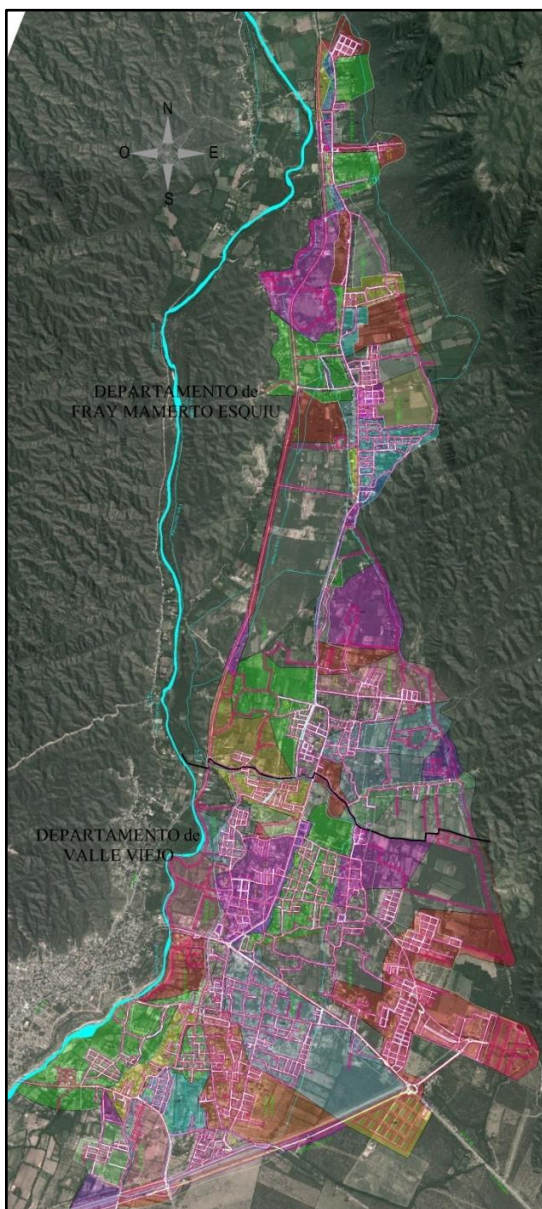 N
O E
S
DEPARTAMENTO de
FRAY MAMERTO ESQUIU
DEPARTAMENTO de
VALLE VIEJO